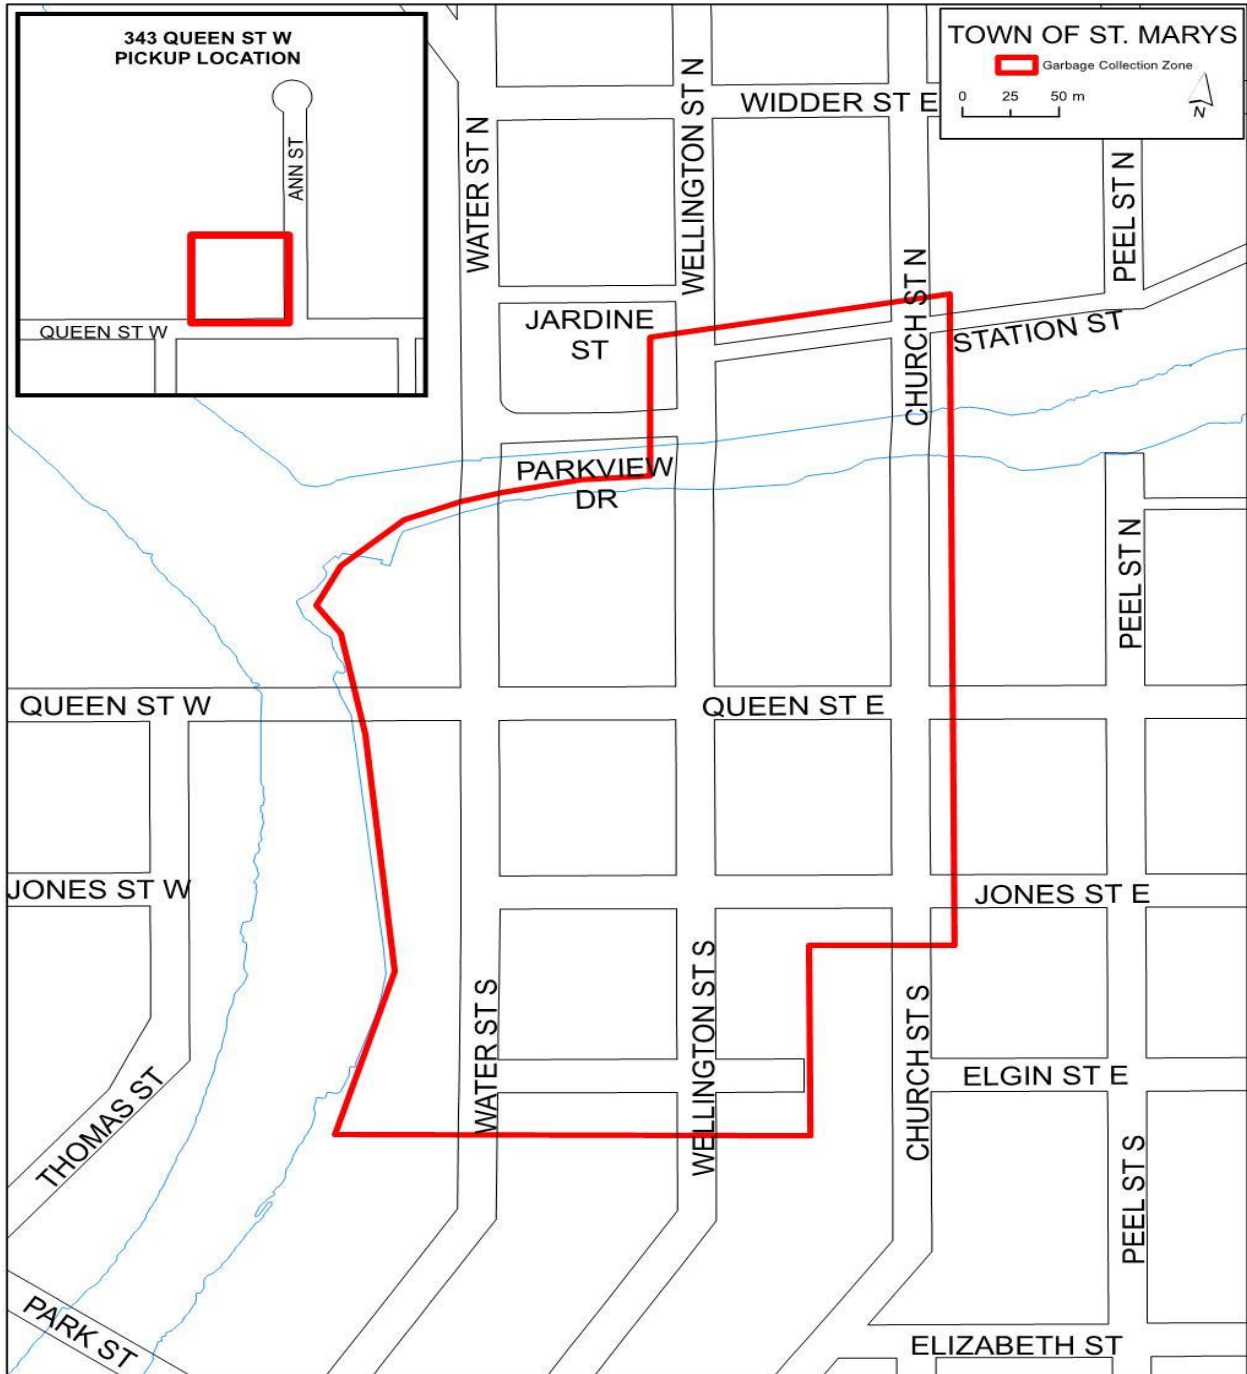 343 QUEEN ST W
PICKUP LOCATION
ANN ST
QUEEN ST W
TOWN OF ST. MARYS
Garbage Collection Zone
0 25 50 m
N
WIDDER ST E
WATER ST N
WELLINGTON ST N
PEEL ST N
CHURCH ST N
JARDINE
ST
STATION ST
PARKVIEW
DR
PEEL ST N
QUEEN ST W
QUEEN ST E
JONES ST W
JONES ST E
WATER ST S
WELLINGTON ST S
CHURCH ST S
ELGIN ST E
THOMAS ST
PEEL ST S
PARK ST
ELIZABETH ST